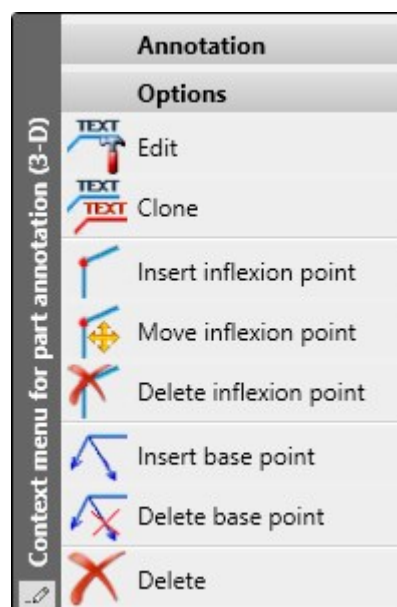 Context menu for part annotation (3-D)
Annotation
Options
TEXT
Edit
TEXT
TEXT
Clone
Insert inflexion point
Move inflexion point
Delete inflexion point
Insert base point
Delete base point
Delete